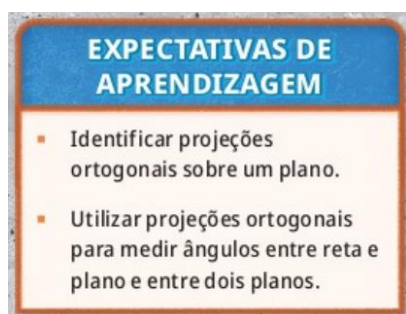 EXPECTATIVAS DE
APRENDIZAGEM
▪ Identificar projeções
ortogonais sobre um plano.
▪ Utilizar projeções ortogonais
para medir ângulos entre reta e
plano e entre dois planos.